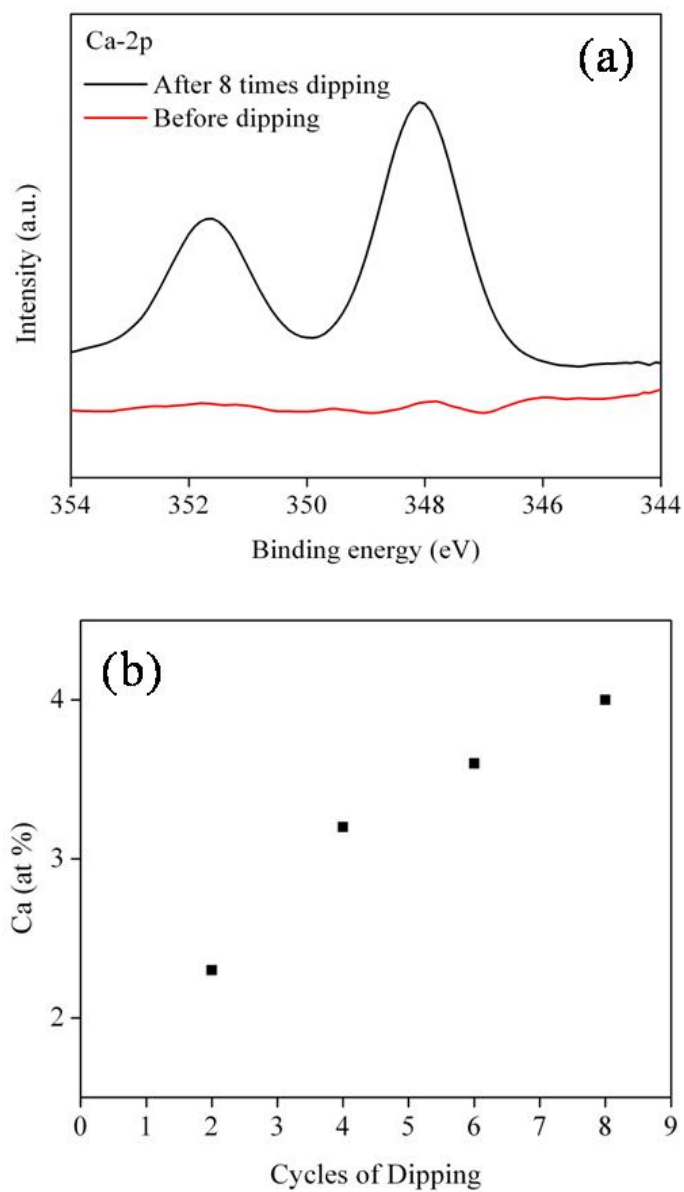 Ca-2p
(a)
After 8 times dipping
Before dipping
Intensity (a.u.)
354 352 350 348 346 344
Binding energy (eV)
(b)
4
3
2
Ca (at %)
0 1 2 3 4 5 6 7 8 9
Cycles of Dipping